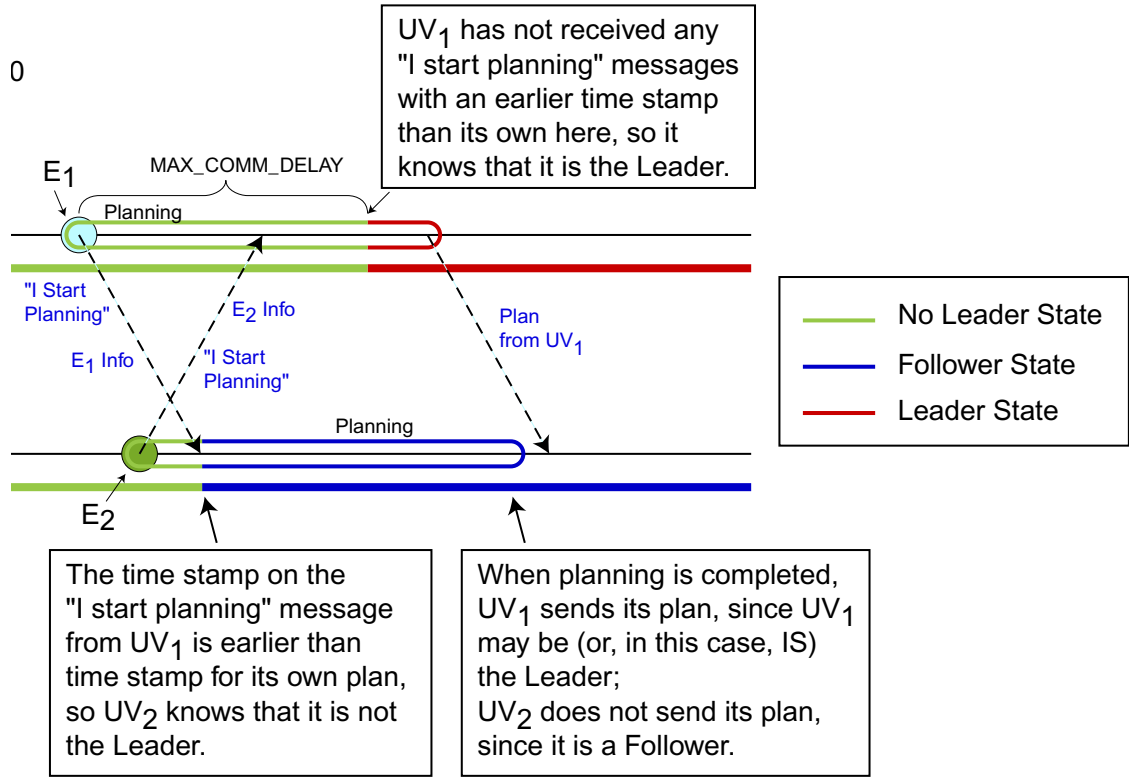 UV1 has not received any
"I start planning" messages
with an earlier time stamp
than its own here, so it
knows that it is the Leader.
0
MAX_COMM_DELAY
E1
Planning
"I Start
Planning"
E2 Info
E1 Info
"I Start
Planning"
Plan
from UV1
No Leader State
Follower State
Leader State
Planning
E2
The time stamp on the
"I start planning" message
from UV1 is earlier than
time stamp for its own plan,
so UV2 knows that it is not
the Leader.
When planning is completed,
UV1 sends its plan, since UV1
may be (or, in this case, IS)
the Leader;
UV2 does not send its plan,
since it is a Follower.